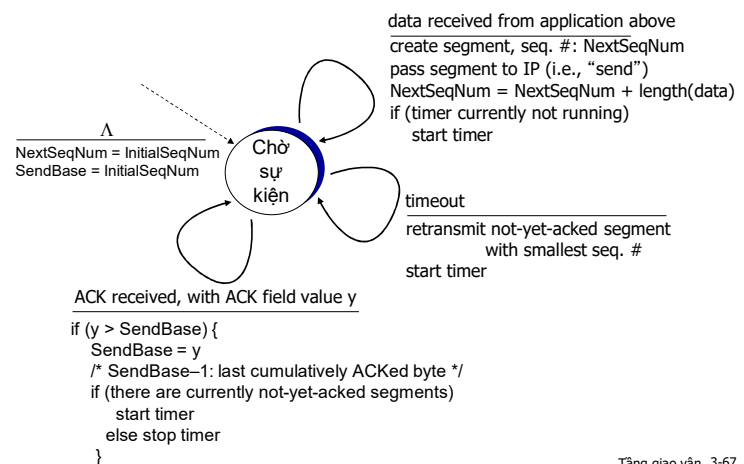 data received from application above
create segment, seq. #: NextSeqNum
pass segment to IP (i.e., “send”)
NextSeqNum = NextSeqNum + length(data)
if (timer currently not running)
start timer
Λ
NextSeqNum = InitialSeqNum
SendBase = InitialSeqNum
Chờ
sự
kiện
timeout
retransmit not-yet-acked segment
with smallest seq. #
start timer
ACK received, with ACK field value y
if (y > SendBase) {
SendBase = y
/* SendBase–1: last cumulatively ACKed byte */
if (there are currently not-yet-acked segments)
start timer
else stop timer
}
Tầng giao vận 3-67